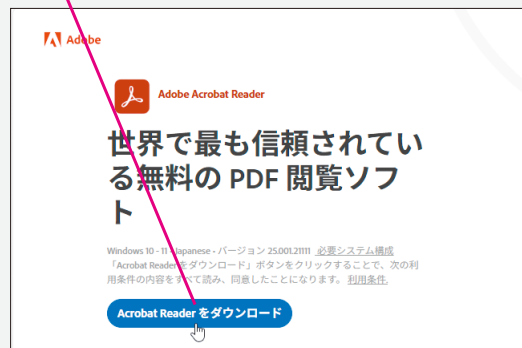 Adobe
Adobe Acrobat Reader
世界で最も信頼されてい
る無料の PDF 閲覧ソフ
ト
Windows 10 - 11 - Japanese - バージョン 25.001.21111 必要システム構成
「Acrobat Reader をダウンロード」ボタンをクリックすることで、次の利
用条件の内容をすべて読み、同意したことになります。 利用条件.
Acrobat Reader をダウンロード